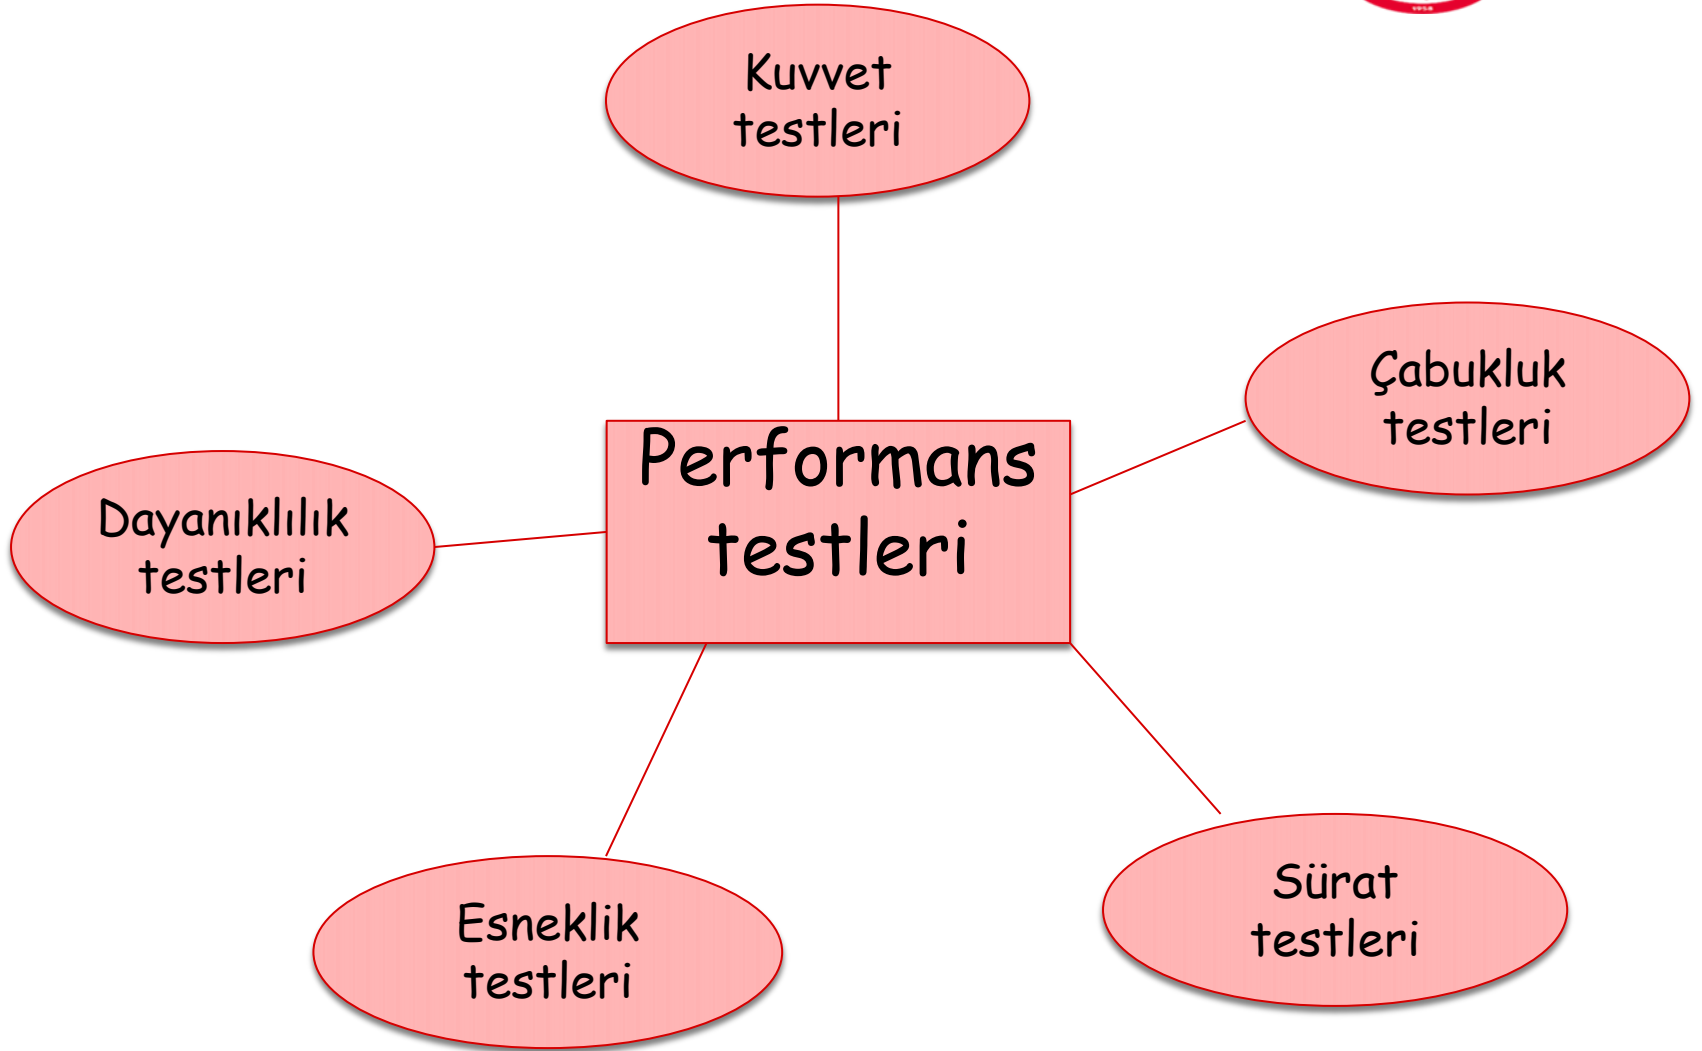 Kuvvet
testleri
Çabukluk
testleri
Performans
testleri
Dayanıklılık
testleri
Sürat
testleri
Esneklik
testleri